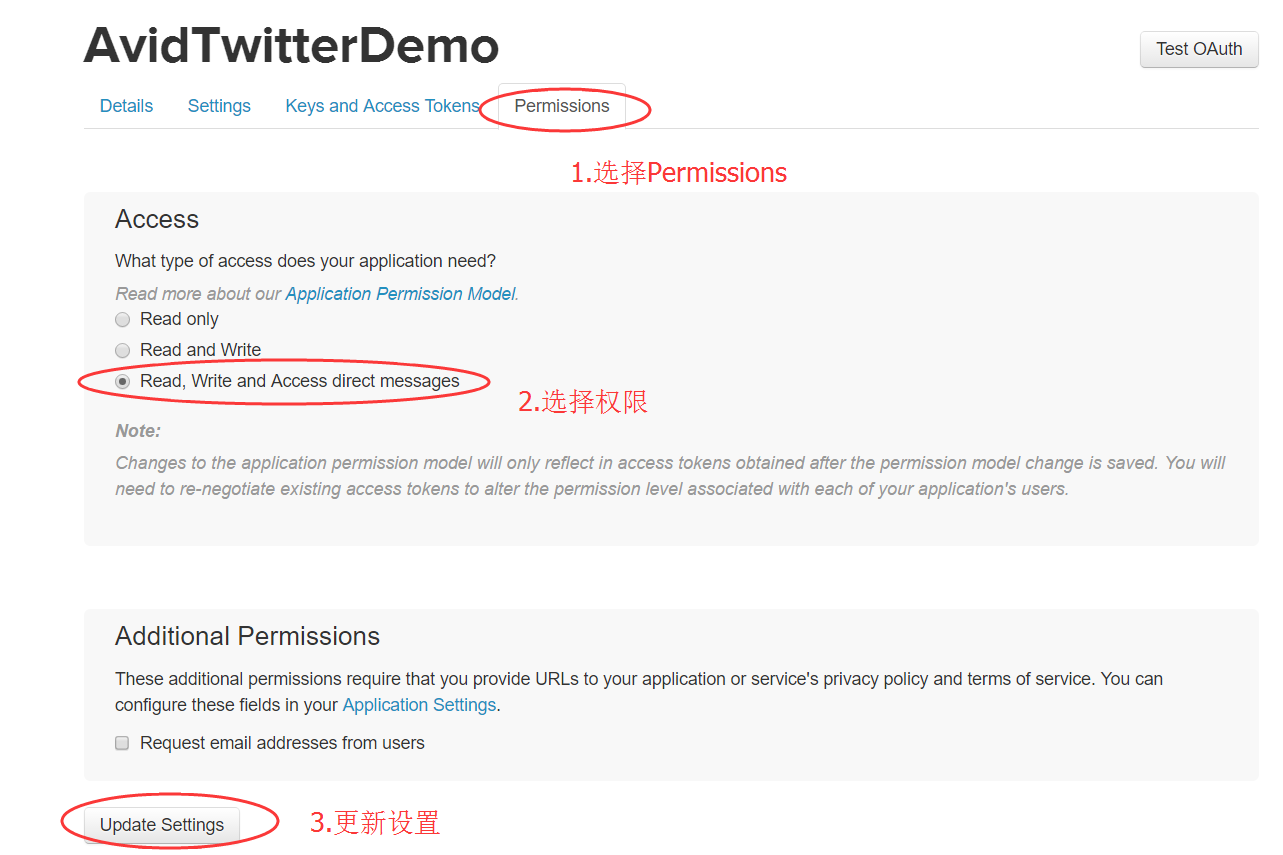 AvidTwitterDemo
Test OAuth
Details
Settings
Keys and Access Tokens
Permissions
1.选择Permissions
Access
What type of access does your application need?
Read more about our Application Permission Model.
Read only
Read and Write
Read, Write and Access direct messages
2.选择权限
Note:
Changes to the application permission model will only reflect in access tokens obtained after the permission model change is saved. You will
need to re-negotiate existing access tokens to alter the permission level associated with each of your application's users.
Additional Permissions
These additional permissions require that you provide URLs to your application or service's privacy policy and terms of service. You can
configure these fields in your Application Settings.
Request email addresses from users
Update Settings
3.更新设置